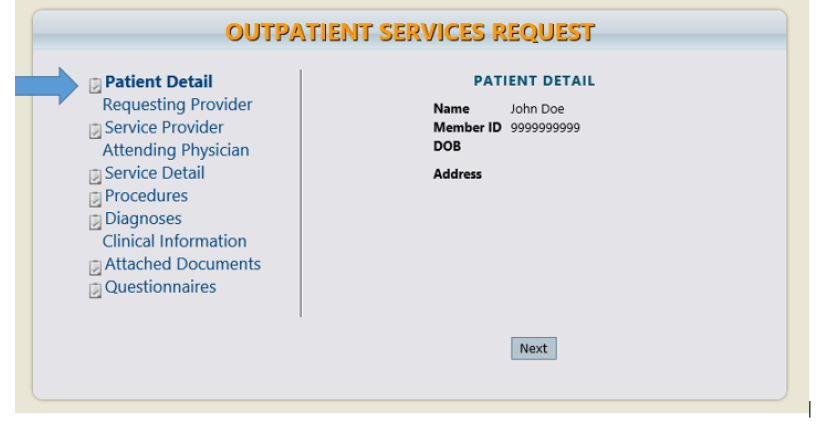 OUTPATIENT SERVICES REQUEST
Patient Detail
Requesting Provider
Service Provider
Attending Physician
Service Detail
Procedures
Diagnoses
Clinical Information
Attached Documents
Questionnaires
PATIENT DETAIL
Name John Doe
Member ID 9999999999
DOB
Address
Next